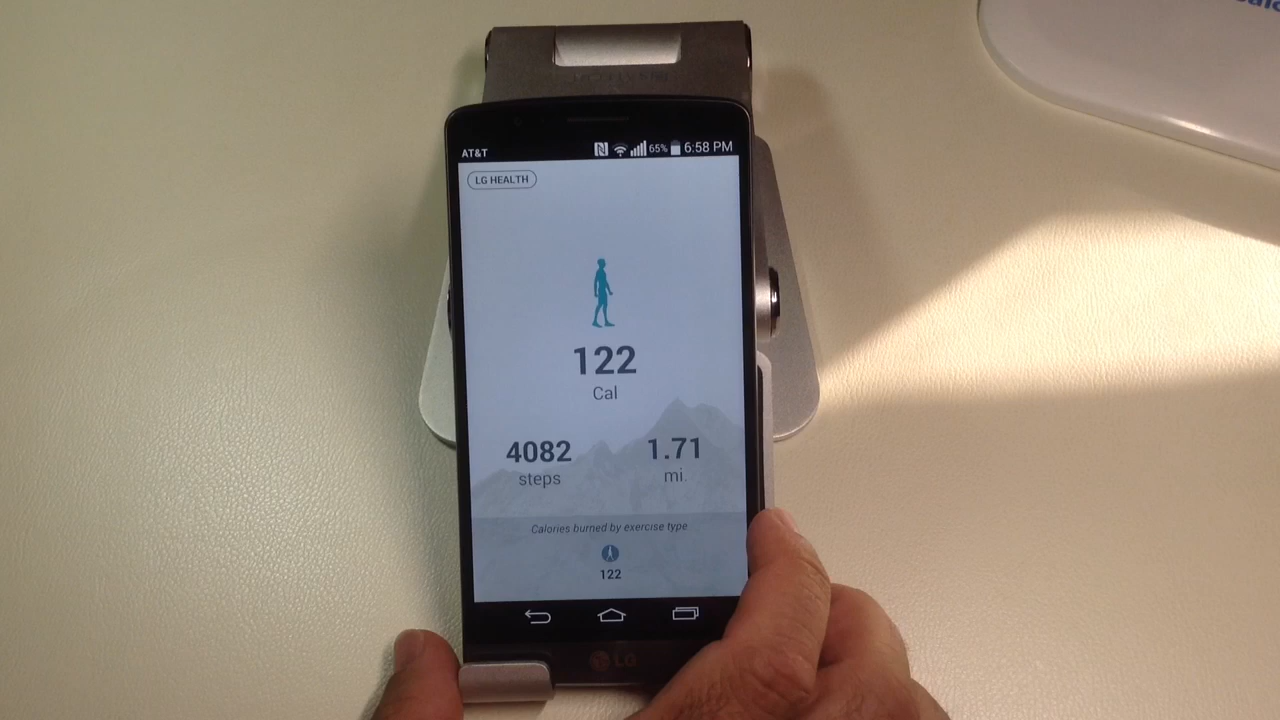 AT&T 65% 6:58 PM
LG HEALTH
122
Cal
4082 1.71
steps mi.
Calories burned by exercise type
122
LG